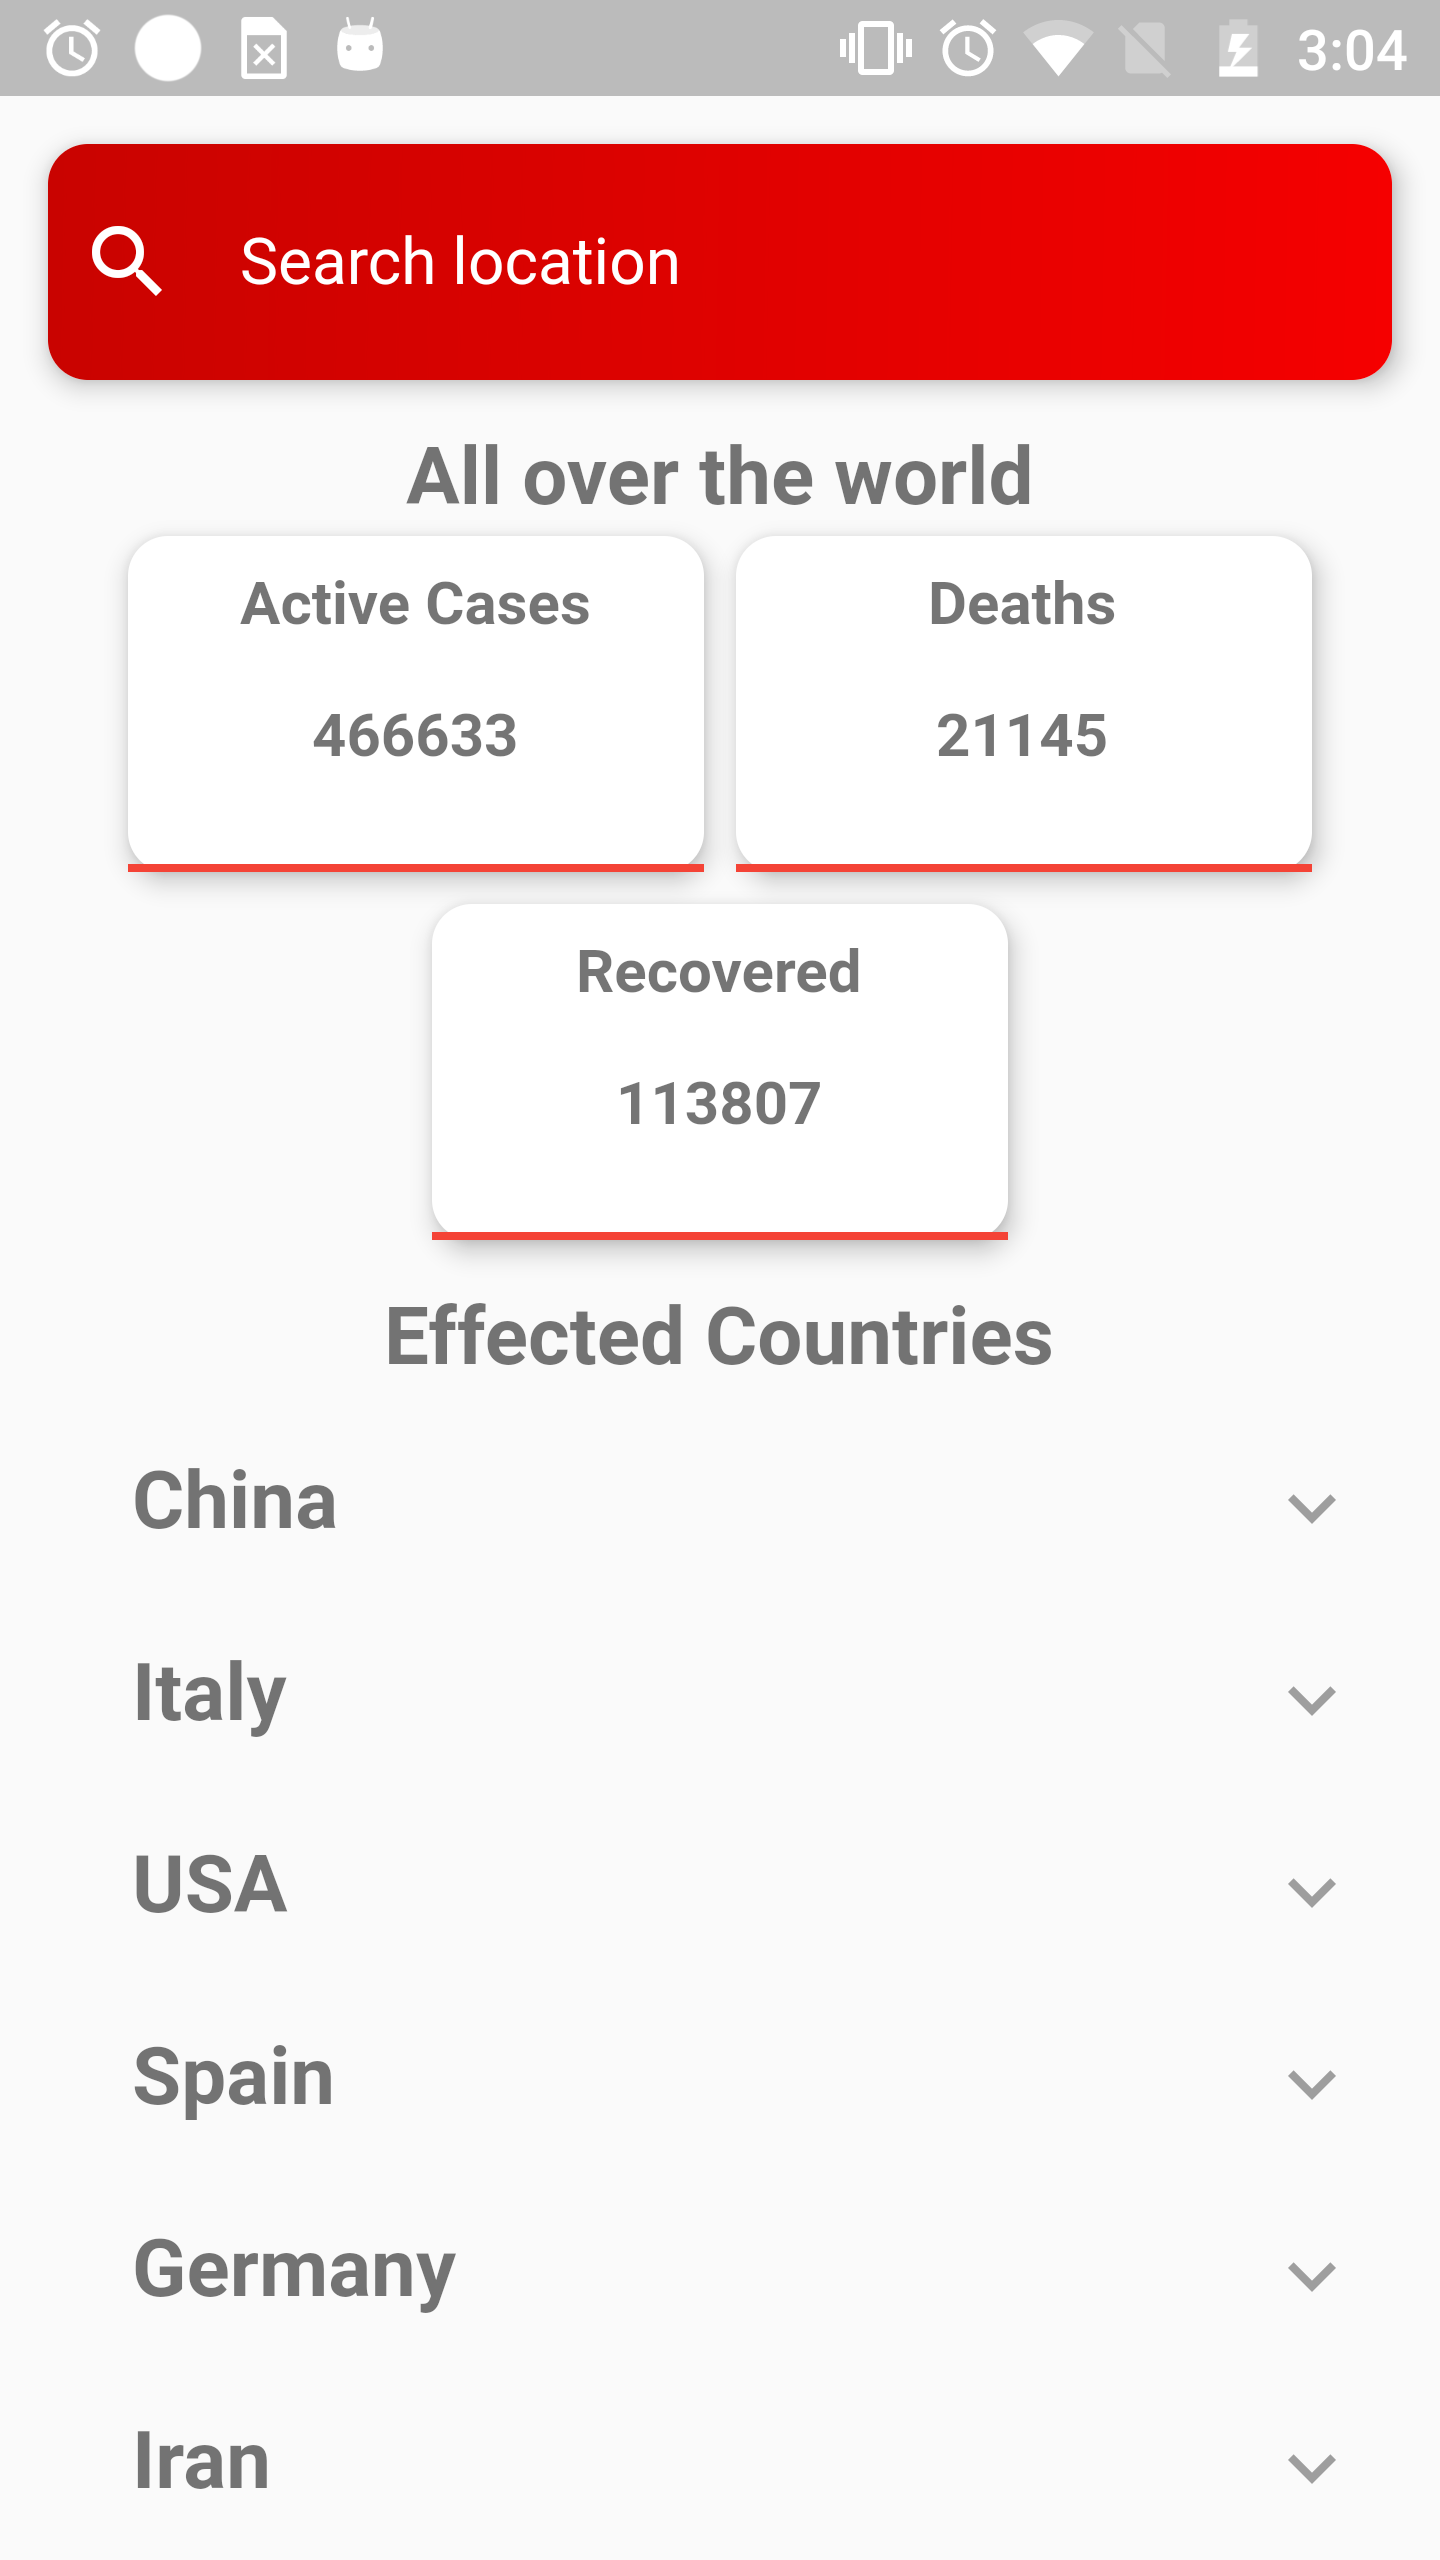 3:04
Search location
All over the world
Active Cases
Deaths
466633
21145
Recovered
113807
Effected Countries
China
Italy
USA
Spain
Germany
Iran